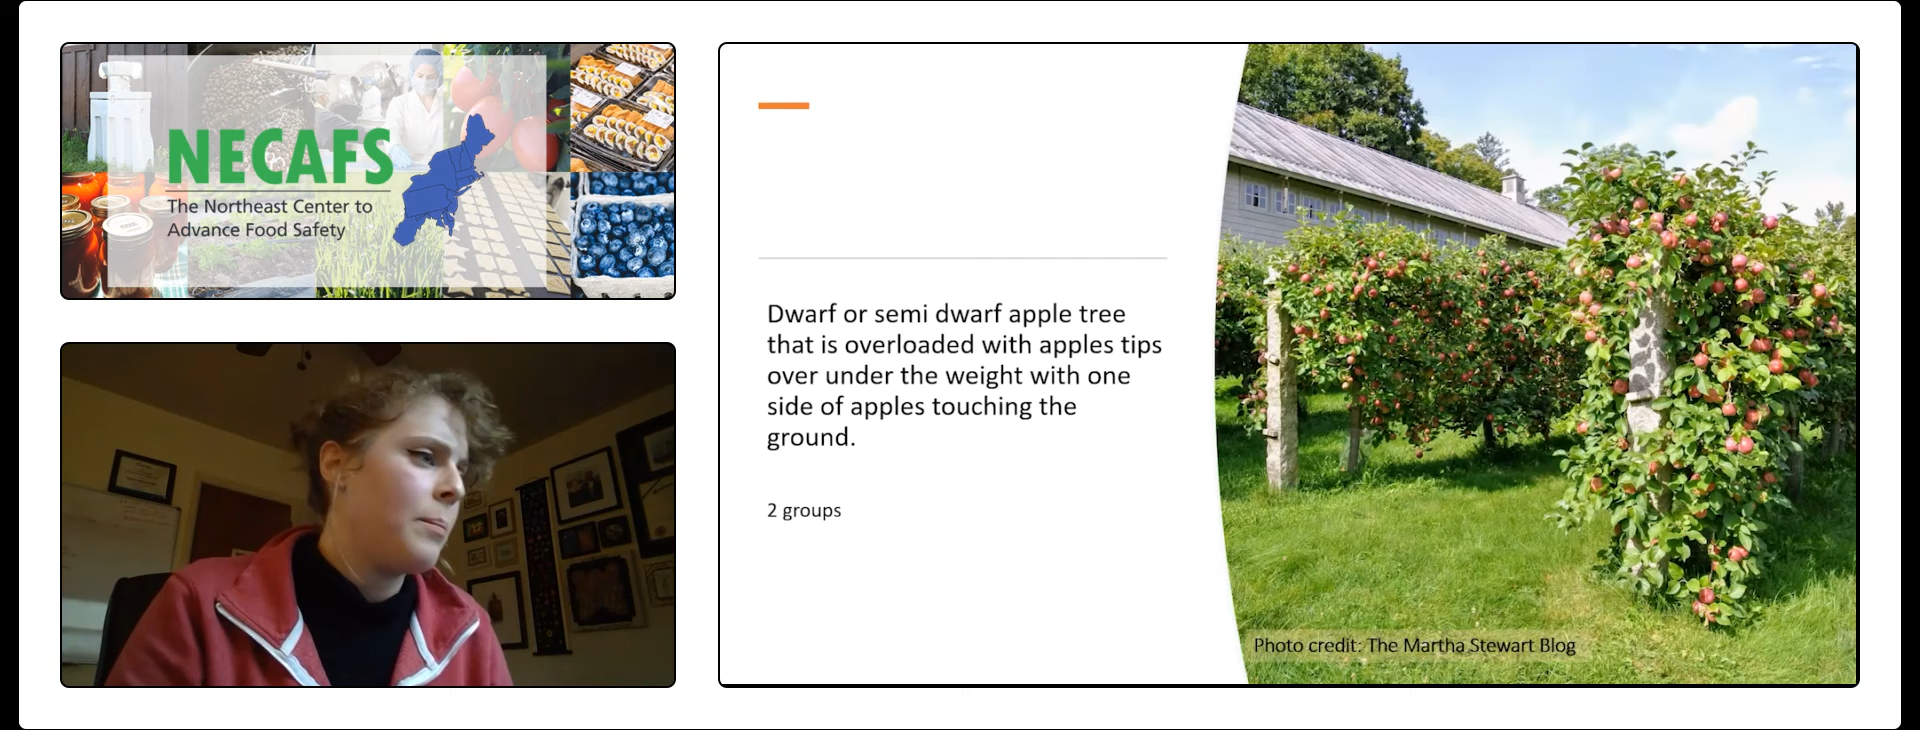 NECAFS
The Northeast Center to
Advance Food Safety
Dwarf or semi dwarf apple tree
that is overloaded with apples tips
over under the weight with one
side of apples touching the
ground.
2 groups
Photo credit: The Martha Stewart Blog